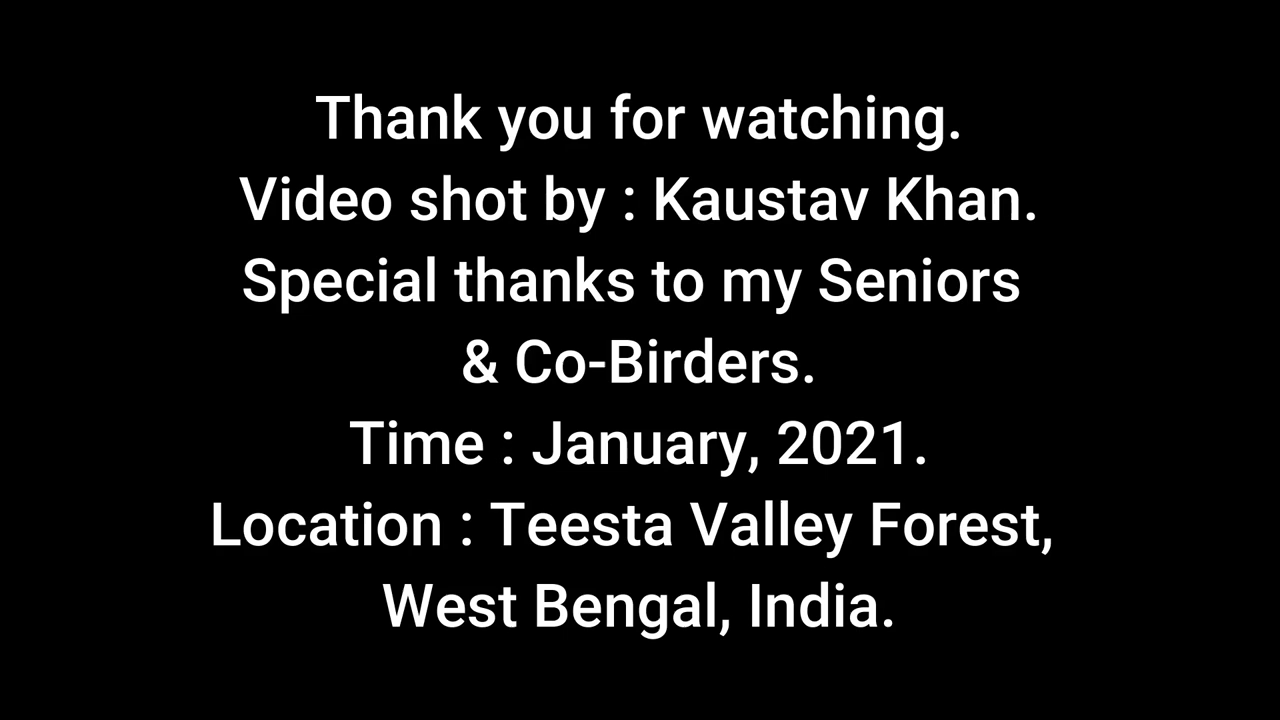 Thank you for watching.
Video shot by : Kaustav Khan.
Special thanks to my Seniors
& Co-Birders.
Time : January, 2021.
Location : Teesta Valley Forest,
West Bengal, India.